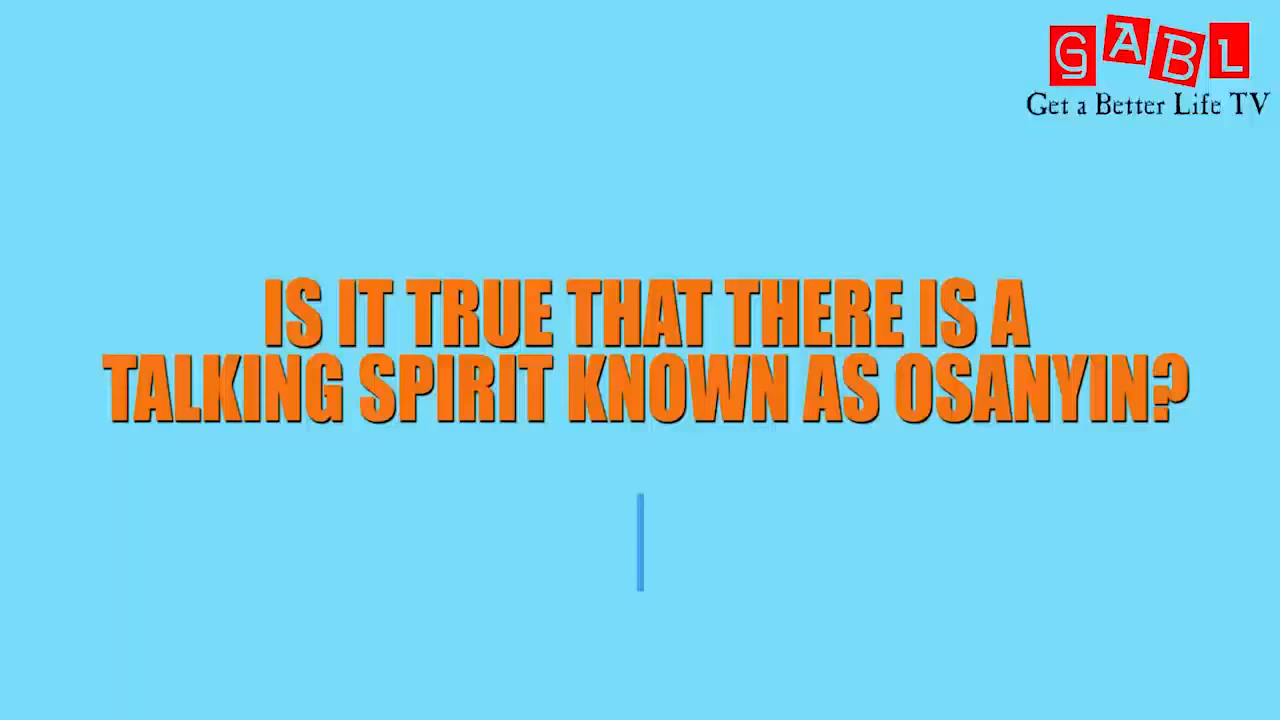 GABL
Get a Better Life TV
IS IT TRUE THAT THERE IS A
TALKING SPIRIT KNOWN AS OSANYIN?